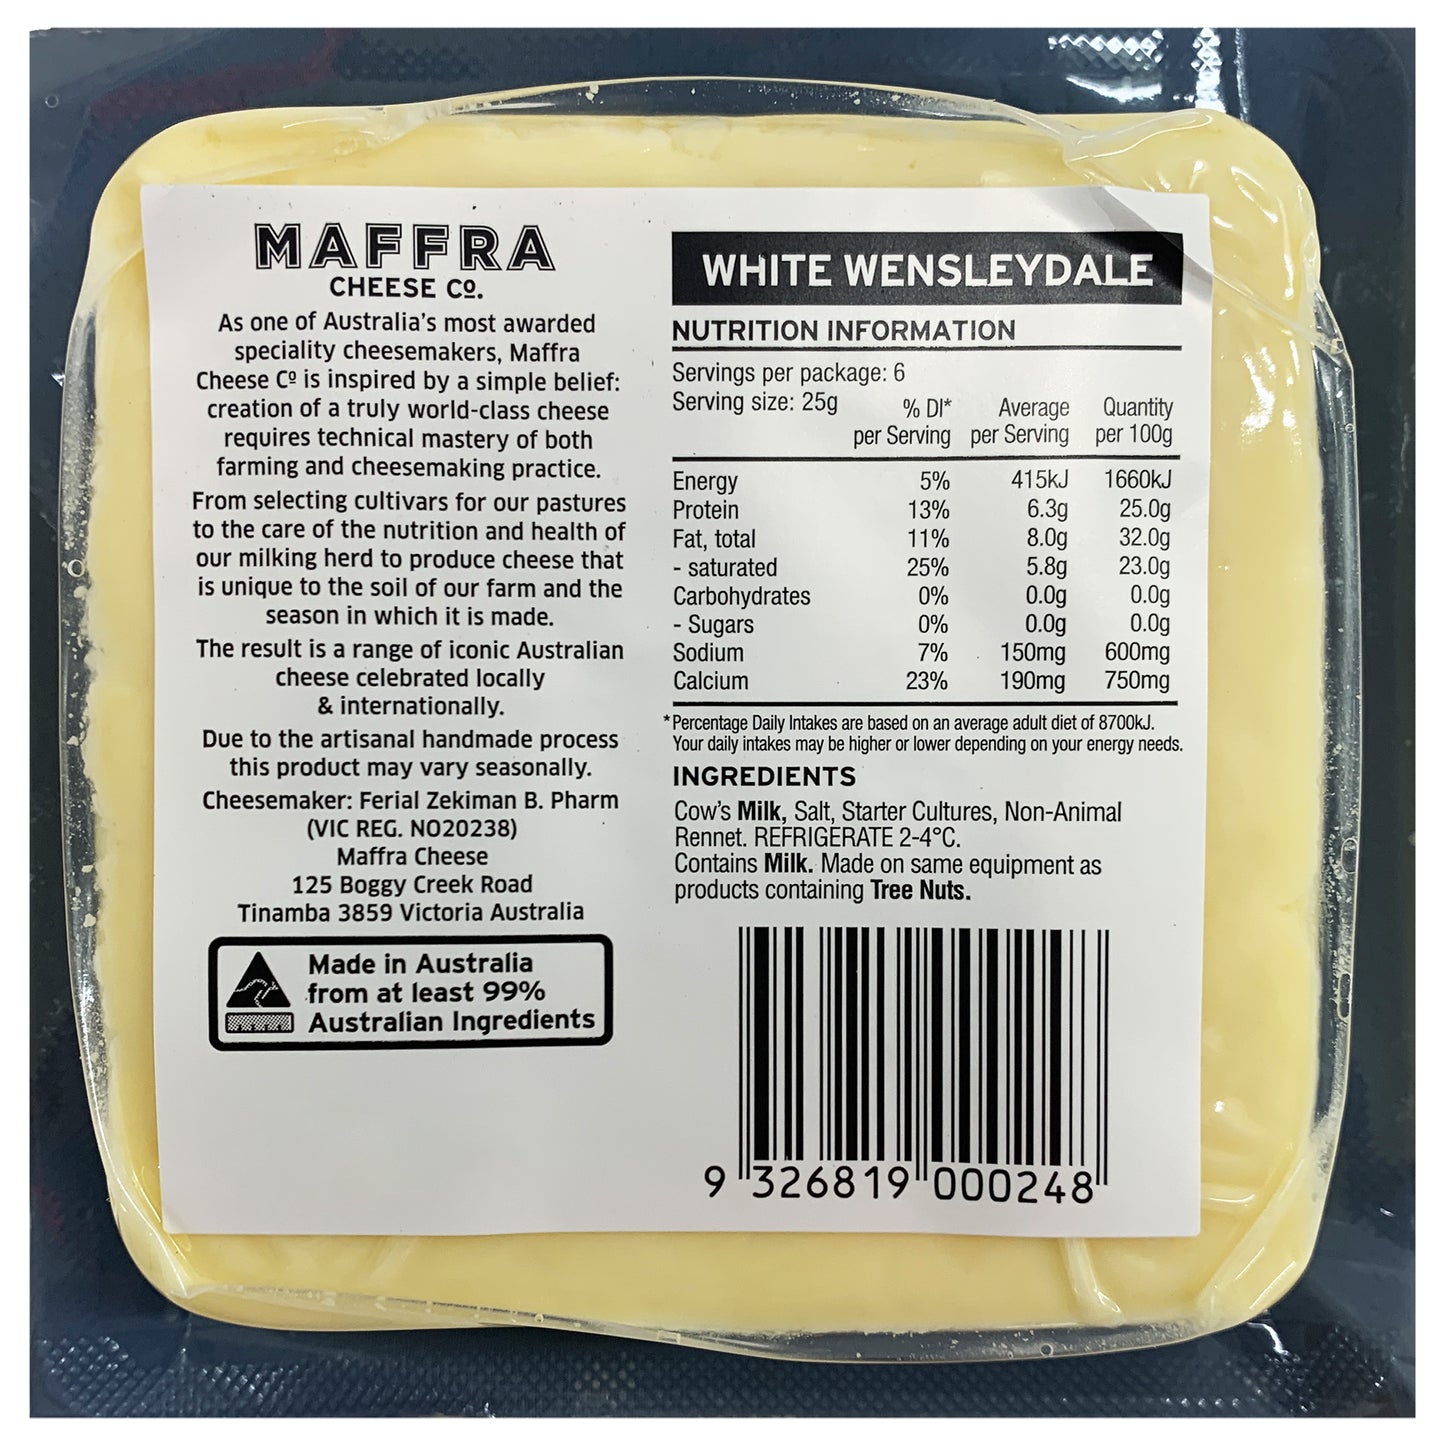 MAFFRA
CHEESE Cº.
As one of Australia's most awarded
speciality cheesemakers, Maffra
Cheese Cº is inspired by a simple belief:
creation of a truly world-class cheese
requires technical mastery of both
farming and cheesemaking practice.
From selecting cultivars for our pastures
to the care of the nutrition and health of
our milking herd to produce cheese that
is unique to the soil of our farm and the
season in which it is made.
The result is a range of iconic Australian
cheese celebrated locally
& internationally.
Due to the artisanal handmade process
this product may vary seasonally.
Cheesemaker: Ferial Zekiman B. Pharm
(VIC REG. NO20238)
Maffra Cheese
125 Boggy Creek Road
Tinamba 3859 Victoria Australia
Made in Australia
from at least 99%
Australian Ingredients
WHITE WENSLEYDALE
NUTRITION INFORMATION
Servings per package: 6
Serving size: 25g
% DI* Average Quantity
per Serving per Serving per 100g
Energy 5% 415kJ 1660kJ
Protein 13% 6.3g 25.0g
Fat, total 11% 8.0g 32.0g
- saturated 25% 5.8g 23.0g
Carbohydrates 0% 0.0g 0.0g
- Sugars 0% 0.0g 0.0g
Sodium 7% 150mg 600mg
Calcium 23% 190mg 750mg
*Percentage Daily Intakes are based on an average adult diet of 8700kJ.
Your daily intakes may be higher or lower depending on your energy needs.
INGREDIENTS
Cow's Milk, Salt, Starter Cultures, Non-Animal
Rennet. REFRIGERATE 2-4°C.
Contains Milk. Made on same equipment as
products containing Tree Nuts.
9 326819 000248